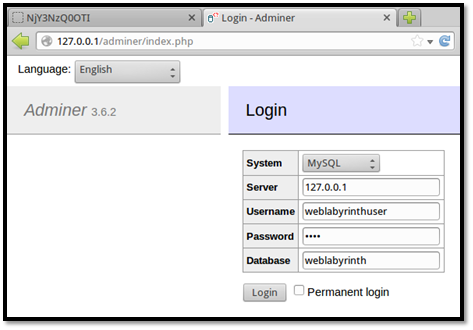 NjY3NzQ0OTI Login - Adminer
127.0.0.1/adminer/index.php
Language: English
Adminer 3.6.2 Login
System MySQL
Server 127.0.0.1
Username weblabyrinthuser
Password ••••
Database weblabyrinth
Login Permanent login